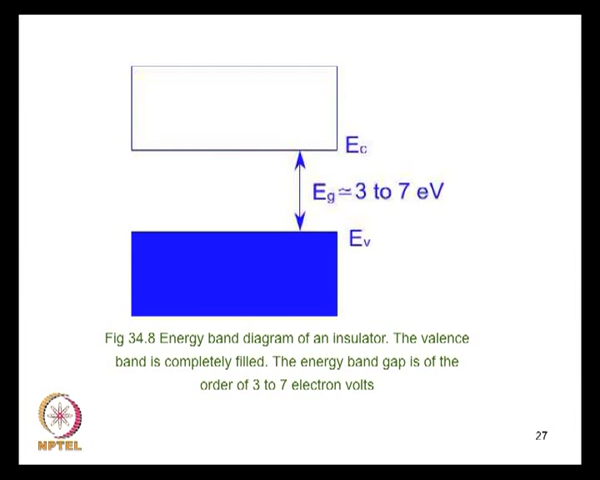 Ec
Eg≃3 to 7 eV
Ev
Fig 34.8 Energy band diagram of an insulator. The valence
band is completely filled. The energy band gap is of the
order of 3 to 7 electron volts
NPTEL
27